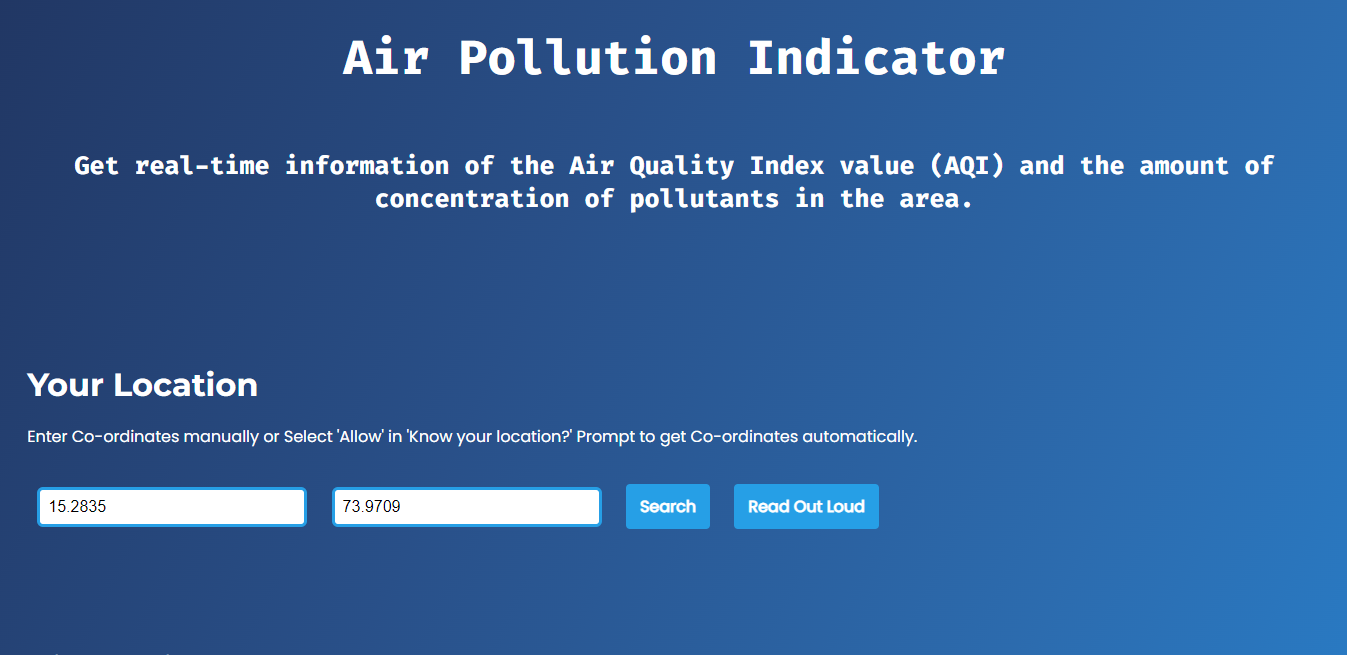 Air Pollution Indicator
Get real-time information of the Air Quality Index value (AQI) and the amount of
concentration of pollutants in the area.
Your Location
Enter Co-ordinates manually or Select 'Allow' in 'Know your location?' Prompt to get Co-ordinates automatically.
15.2835 73.9709 Search Read Out Loud